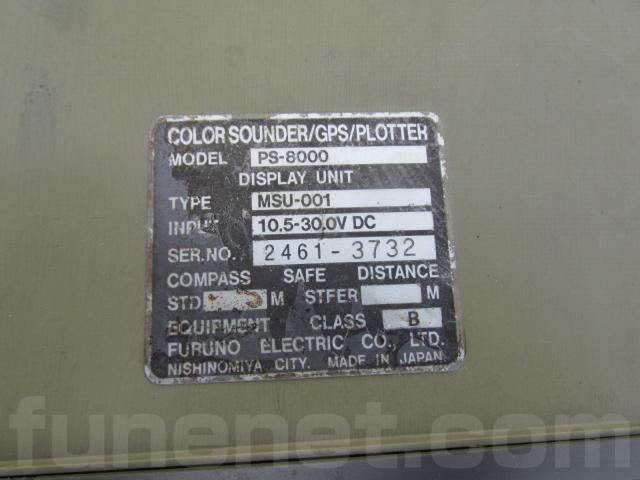 COLOR SOUNDER/GPS/PLOTTER
MODEL PS-8000
DISPLAY UNIT
TYPE MSU-001
INPUT 10.5-30.0V DC
SER.NO. 2461-3732
COMPASS SAFE DISTANCE
STD M STFER M
EQUIPMENT CLASS B
FURUNO ELECTRIC CO., LTD.
NISHINOMIYA CITY. MADE IN JAPAN
funenet.com